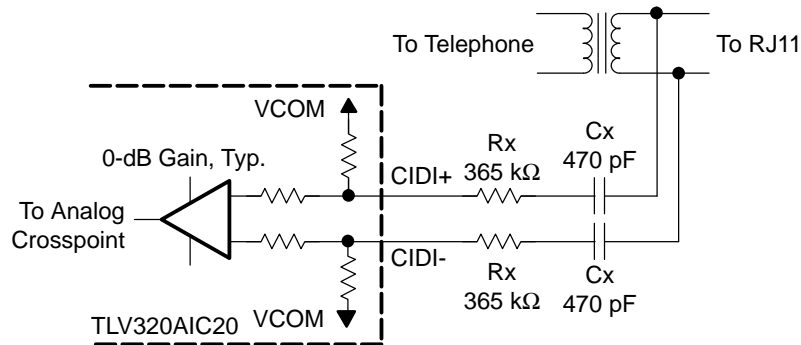 To Telephone
To RJ11
VCOM
0-dB Gain, Typ.
Rx
365 kΩ
Cx
470 pF
CIDI+
To Analog
Crosspoint
CIDI-
Rx
365 kΩ
Cx
470 pF
VCOM
TLV320AIC20